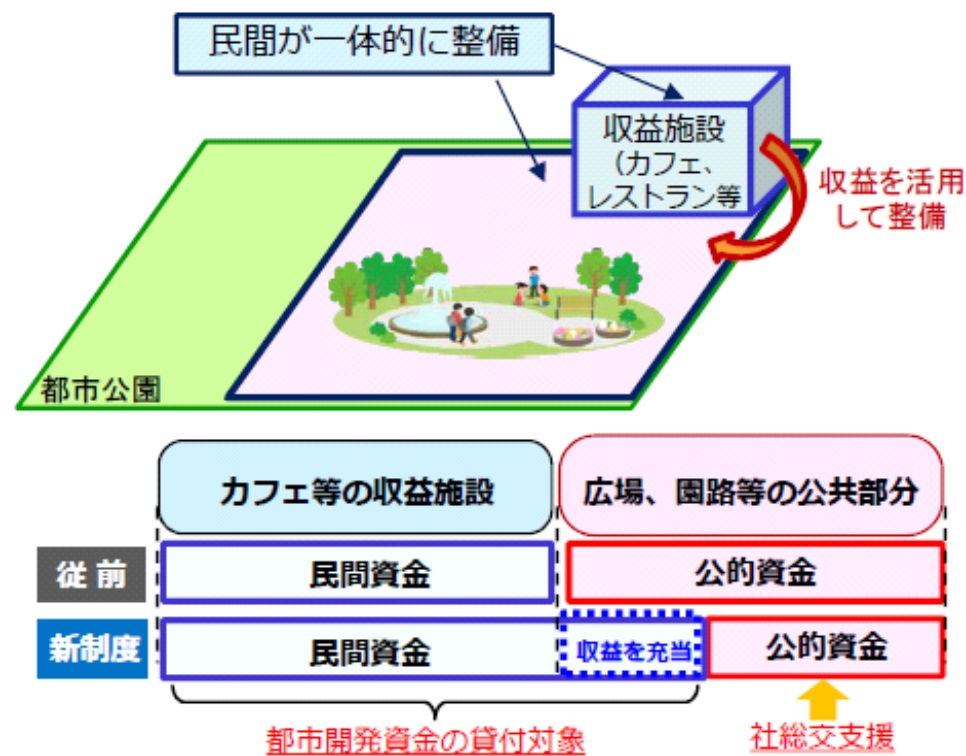 民間が一体的に整備
収益施設
(カフェ、
レストラン等
収益を活用
して整備
都市公園
カフェ等の収益施設
広場、園路等の公共部分
従前
民間資金
公的資金
新制度
民間資金
収益を充当
公的資金
都市開発資金の貸付対象
社総交支援